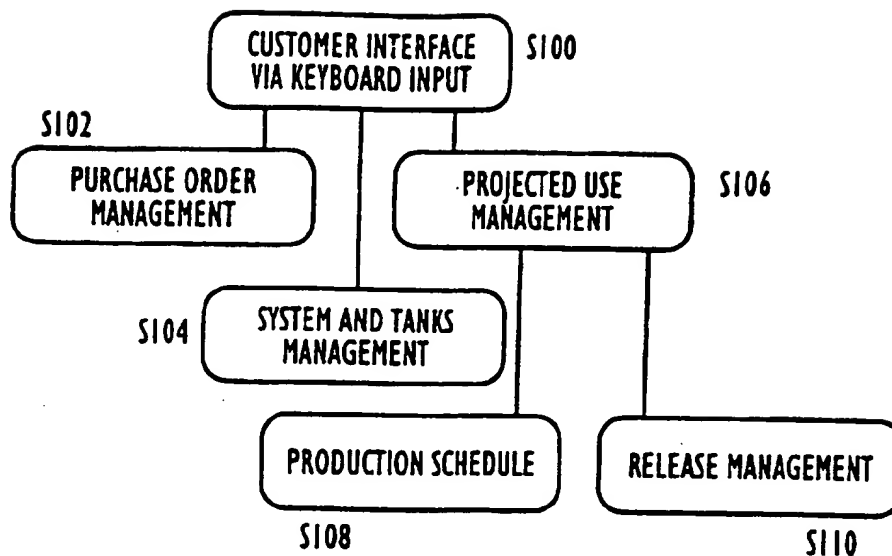 CUSTOMER INTERFACE
VIA KEYBOARD INPUT
S100
S102
PURCHASE ORDER
MANAGEMENT
PROJECTED USE
MANAGEMENT
S106
S104
SYSTEM AND TANKS
MANAGEMENT
PRODUCTION SCHEDULE
RELEASE MANAGEMENT
S108
S110